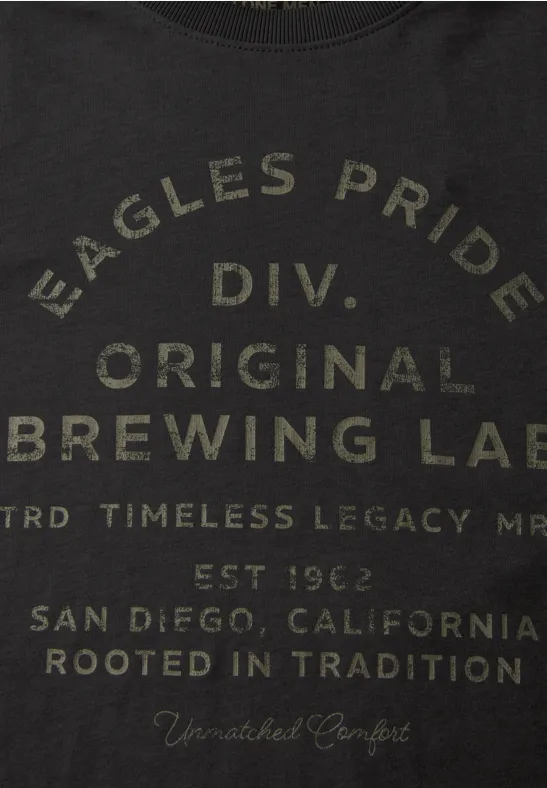 EAGLES PRIDE
DIV.
ORIGINAL
BREWING LAB
TRD TIMELESS LEGACY MR
EST 1962
SAN DIEGO, CALIFORNIA
ROOTED IN TRADITION
Unmatched Comfort